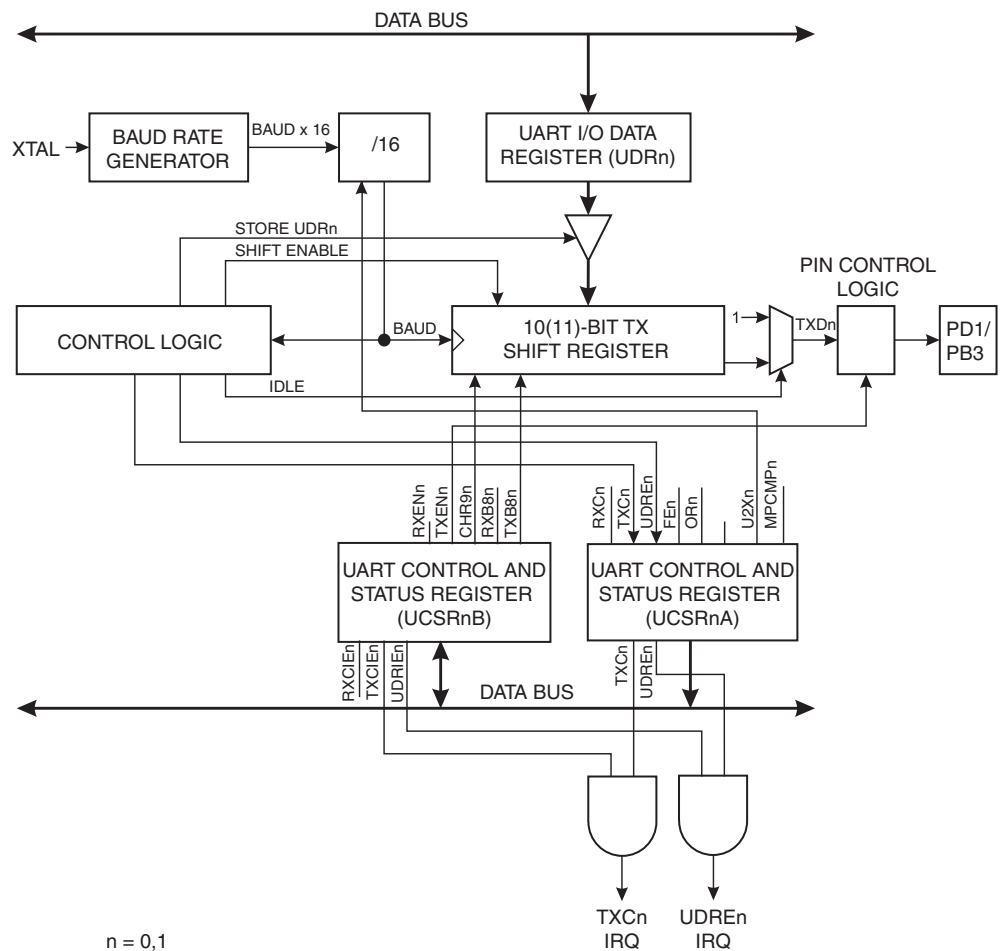 DATA BUS
XTAL
BAUD RATE
GENERATOR
BAUD x 16
/16
UART I/O DATA
REGISTER (UDRn)
STORE UDRn
SHIFT ENABLE
PIN CONTROL
LOGIC
CONTROL LOGIC
BAUD
10(11)-BIT TX
SHIFT REGISTER
1
TXDn
PD1/
PB3
IDLE
RXENn
TXENn
CHR9n
RXB8n
TXB8n
RXCn
TXCn
UDREn
FEn
ORn
U2Xn
MPCMPn
UART CONTROL AND
STATUS REGISTER
(UCSRnB)
UART CONTROL AND
STATUS REGISTER
(UCSRnA)
RXCIEn
TXCIEn
UDRIEn
TXCn
UDREn
DATA BUS
TXCn
IRQ
UDREn
IRQ
n = 0,1